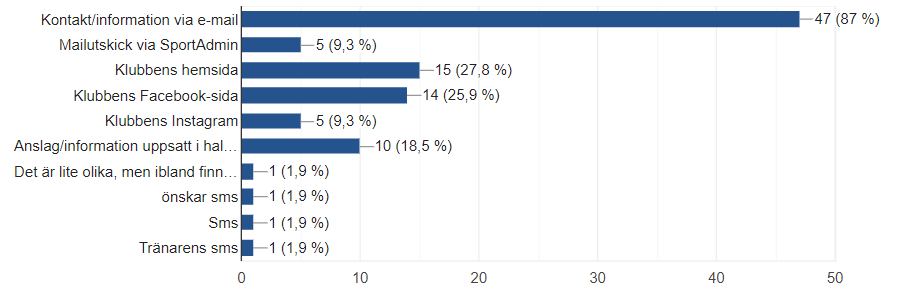 Kontakt/information via e-mail 47 (87 %)
Mailutskick via SportAdmin 5 (9,3 %)
Klubbens hemsida 15 (27,8 %)
Klubbens Facebook-sida 14 (25,9 %)
Klubbens Instagram 5 (9,3 %)
Anslag/information uppsatt i hal… 10 (18,5 %)
Det är lite olika, men ibland finn… 1 (1,9 %)
önskar sms 1 (1,9 %)
Sms 1 (1,9 %)
Tränarens sms 1 (1,9 %)
0 10 20 30 40 50